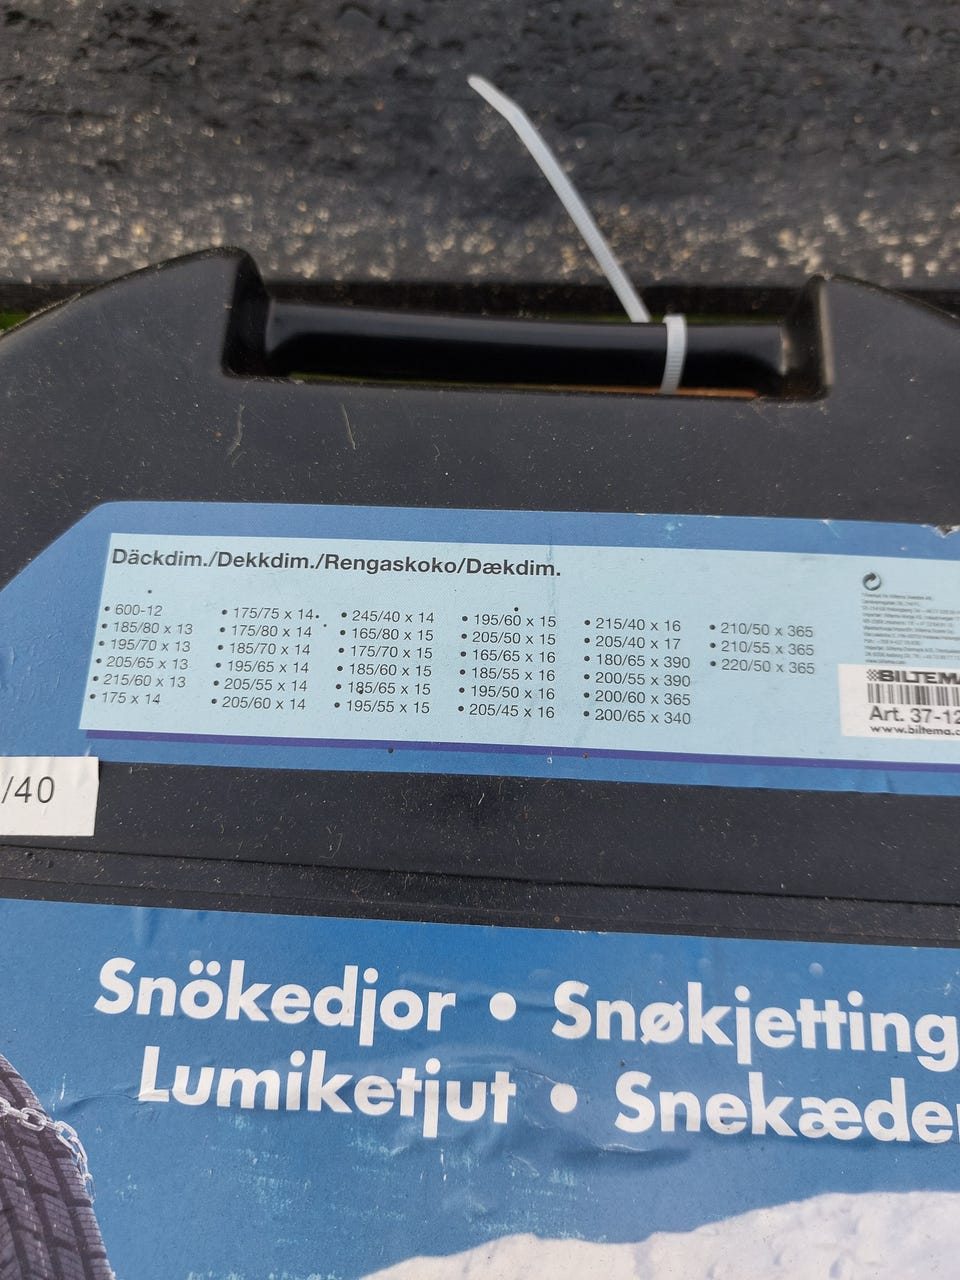 Däckdim./Dekkdim./Rengaskoko/Dækdim.
• 600-12
• 185/80 x 13
• 195/70 x 13
• 205/65 x 13
• 215/60 x 13
• 175 x 14
• 175/75 x 14
• 175/80 x 14
• 185/70 x 14
• 195/65 x 14
• 205/55 x 14
• 205/60 x 14
• 245/40 x 14
• 165/80 x 15
• 175/70 x 15
• 185/60 x 15
• 185/65 x 15
• 195/55 x 15
• 195/60 x 15
• 205/50 x 15
• 165/65 x 16
• 185/55 x 16
• 195/50 x 16
• 205/45 x 16
• 215/40 x 16
• 205/40 x 17
• 180/65 x 390
• 200/55 x 390
• 200/60 x 365
• 200/65 x 340
• 210/50 x 365
• 210/55 x 365
• 220/50 x 365
BILTEMA
Art. 37-12
www.biltema.
/40
Snökedjor • Snøkjetting
Lumiketjut • Snekæde